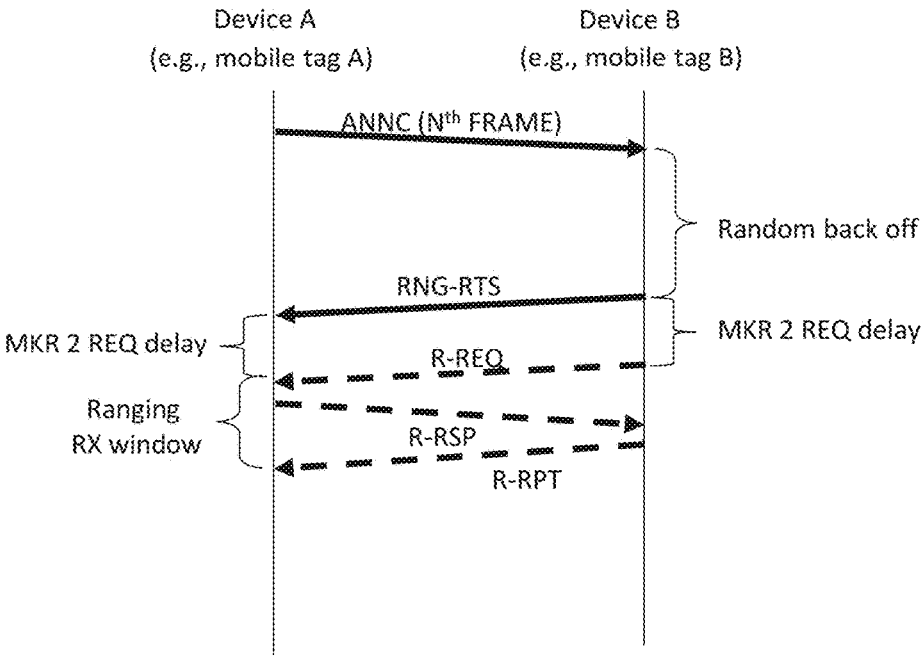 Device A
(e.g., mobile tag A)
Device B
(e.g., mobile tag B)
ANNC (Nth FRAME)
Random back off
RNG-RTS
MKR 2 REQ delay
MKR 2 REQ delay
R-REQ
Ranging
RX window
R-RSP
R-RPT